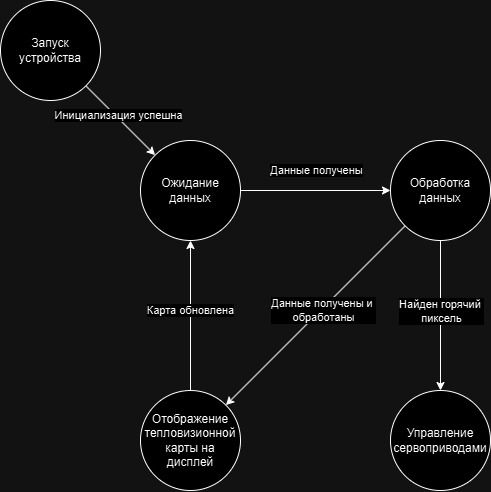 Запуск
устройства
Инициализация успешна
Ожидание
данных
Данные получены
Обработка
данных
Карта обновлена
Данные получены и
обработаны
Найден горячий
пиксель
Отображение
тепловизионной
карты на
дисплей
Управление
сервоприводами